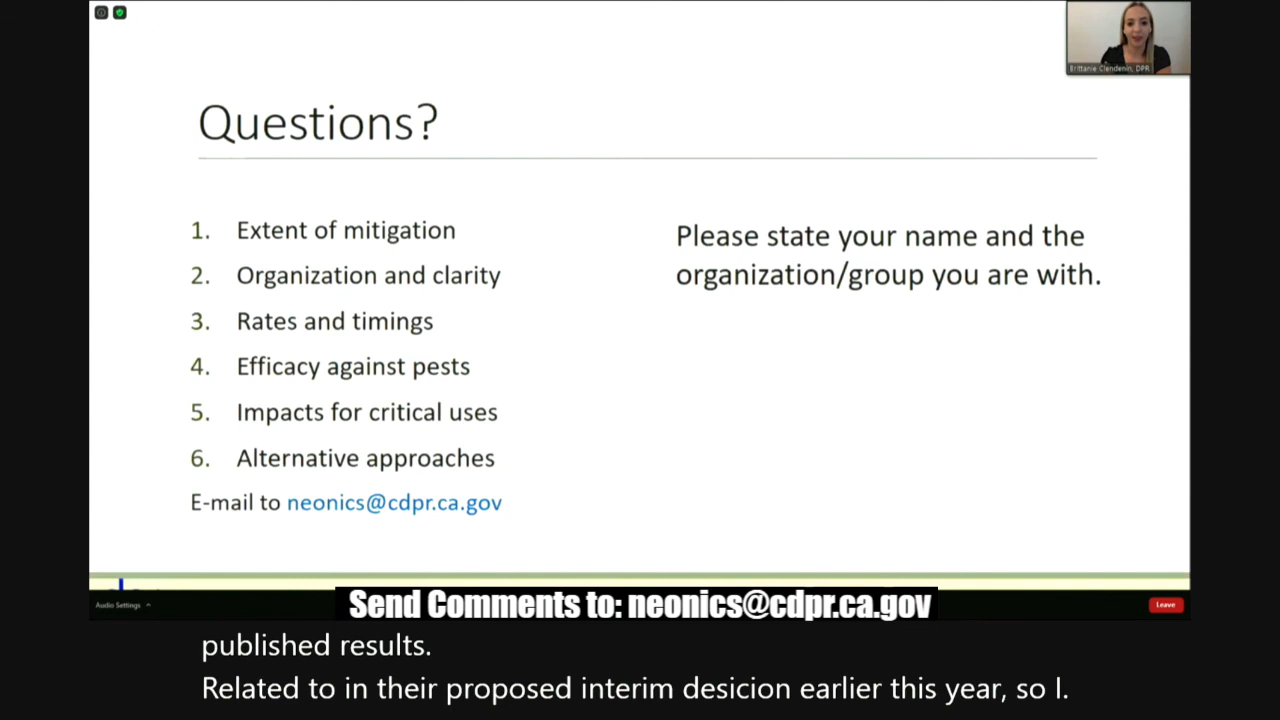 Brittanie Clendenin, DPR
Questions?
1. Extent of mitigation
2. Organization and clarity
3. Rates and timings
4. Efficacy against pests
5. Impacts for critical uses
6. Alternative approaches
E-mail to neonics@cdpr.ca.gov
Please state your name and the
organization/group you are with.
Audio Settings
Send Comments to: neonics@cdpr.ca.gov
Leave
published results.
Related to in their proposed interim desicion earlier this year, so I.